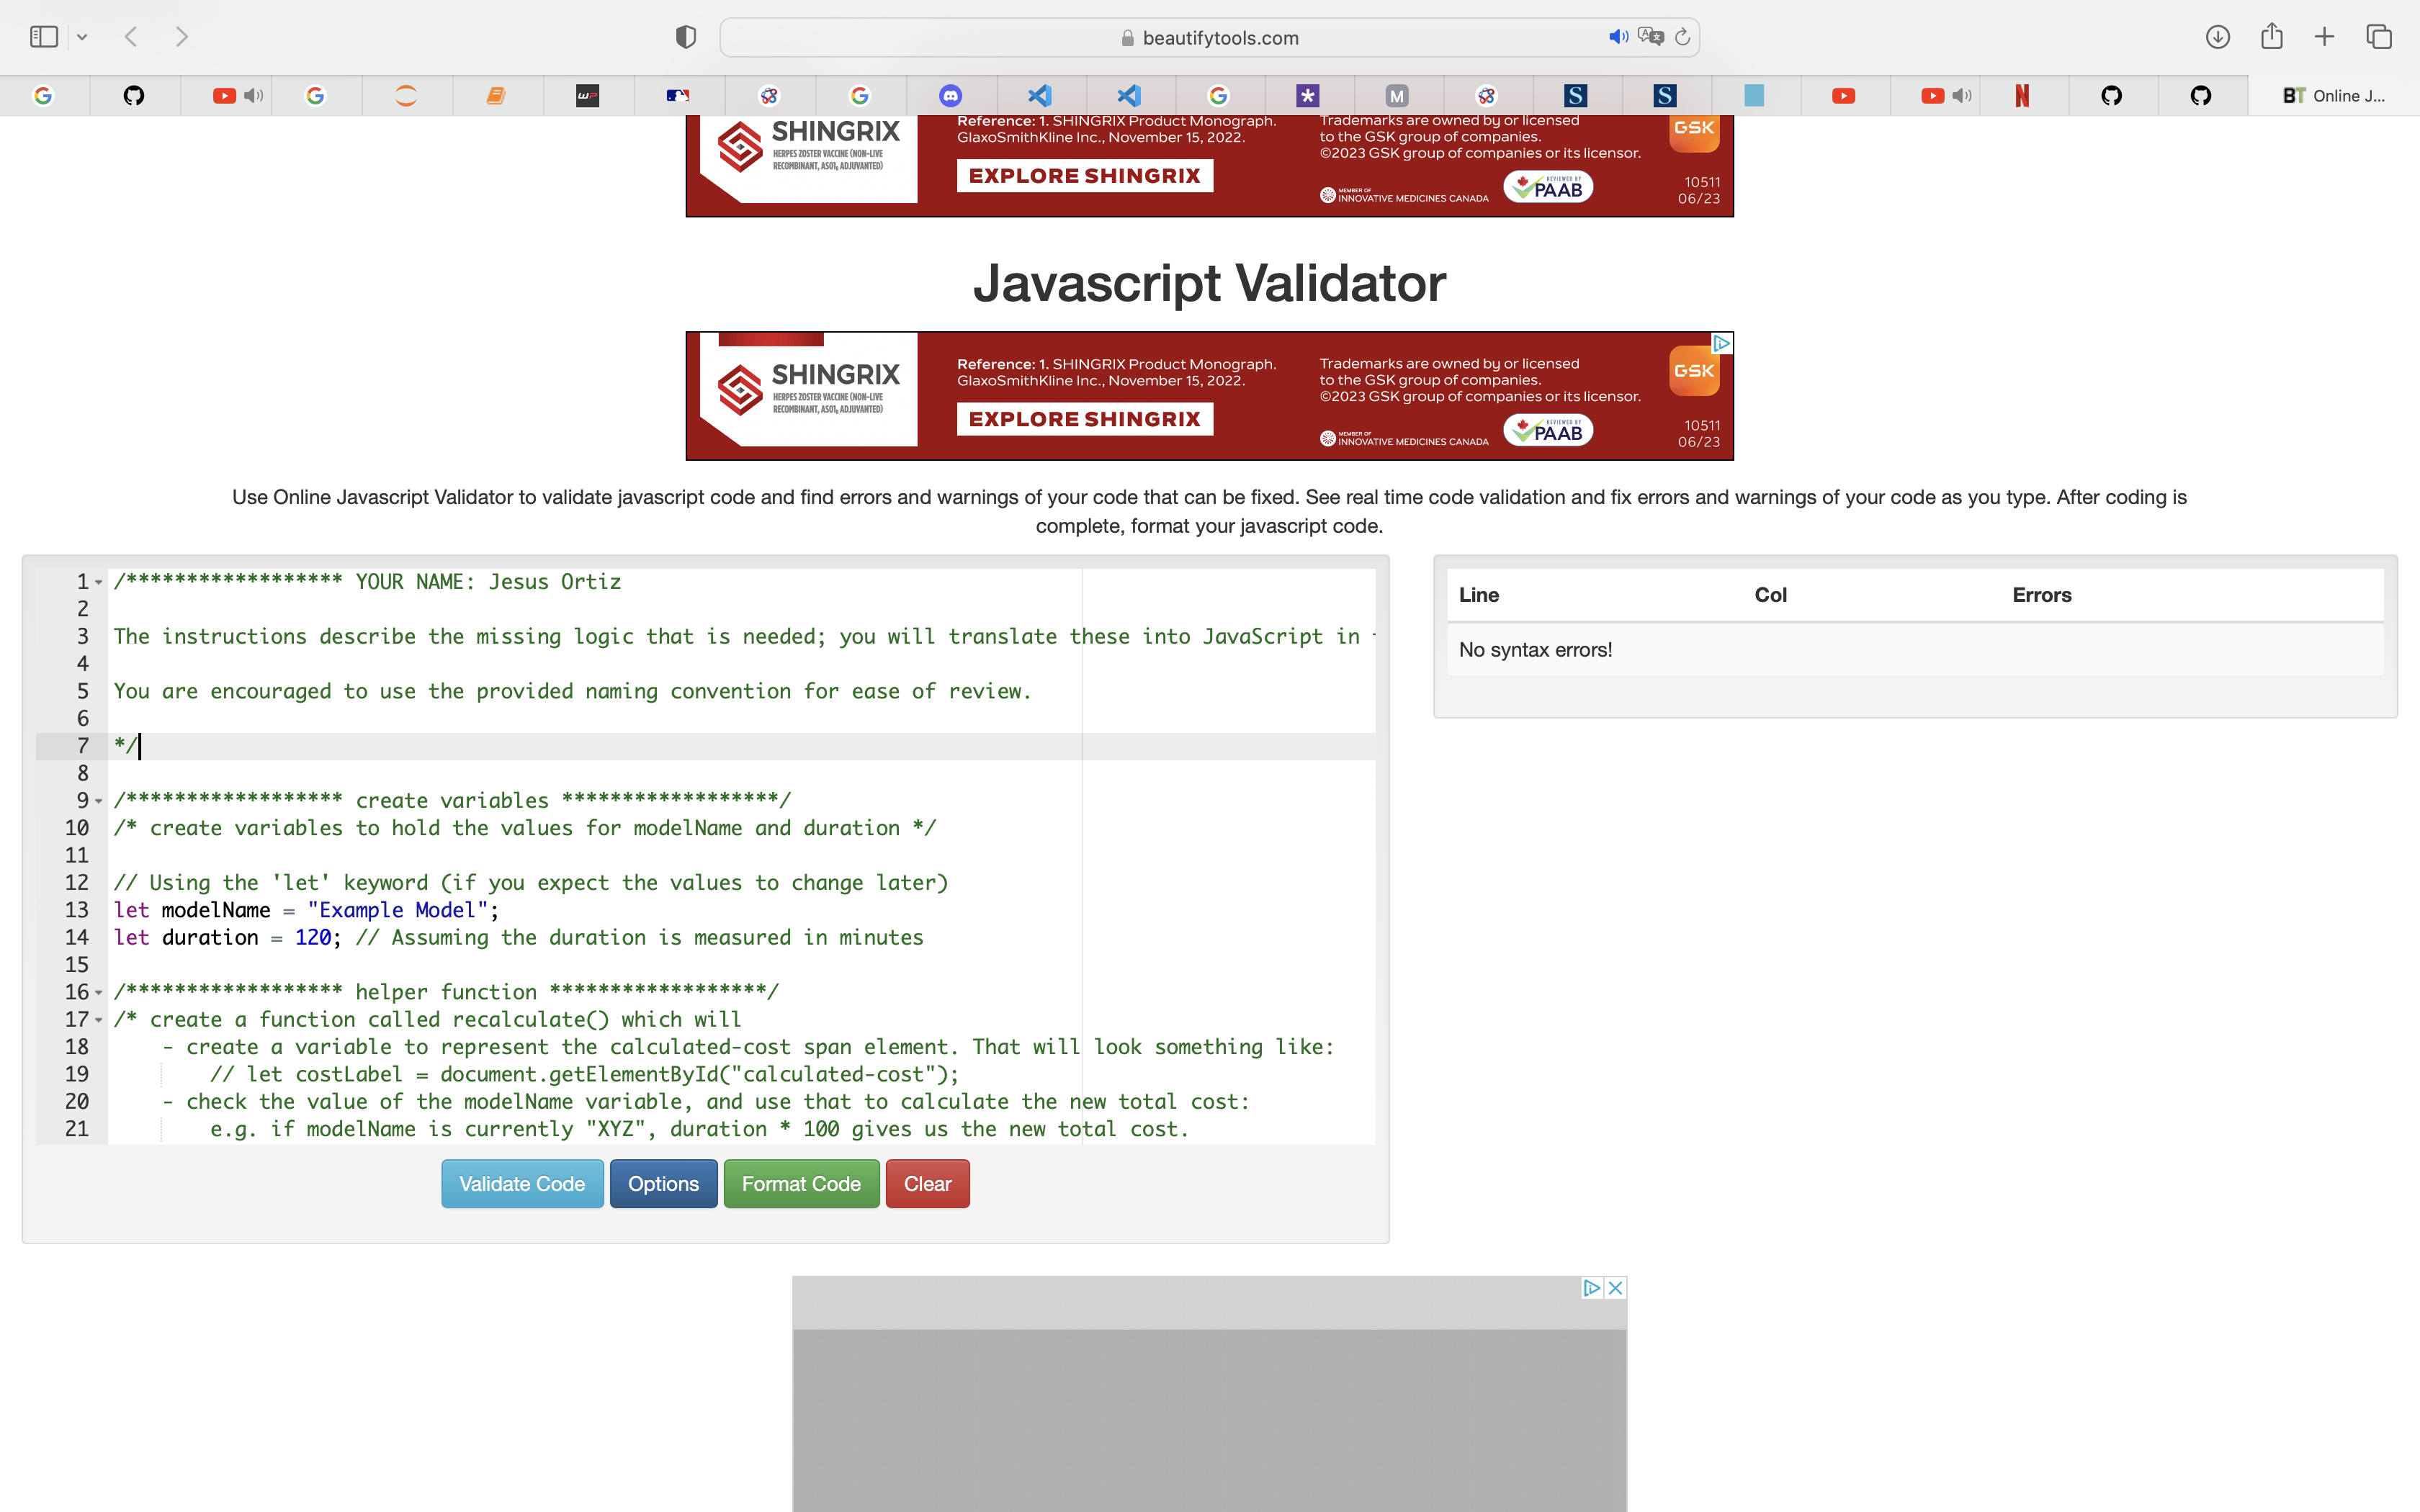 beautifytools.com
BT Online J...
SHINGRIX
HERPES ZOSTER VACCINE (NON-LIVE
RECOMBINANT, AS01B ADJUVANTED)
Reference: 1. SHINGRIX Product Monograph.
GlaxoSmithKline Inc., November 15, 2022.
EXPLORE SHINGRIX
Trademarks are owned by or licensed
to the GSK group of companies.
©2023 GSK group of companies or its licensor.
MEMBER OF
INNOVATIVE MEDICINES CANADA
REVIEWED BY
PAAB
GSK
10511
06/23
Javascript Validator
SHINGRIX
HERPES ZOSTER VACCINE (NON-LIVE
RECOMBINANT, AS01B ADJUVANTED)
Reference: 1. SHINGRIX Product Monograph.
GlaxoSmithKline Inc., November 15, 2022.
EXPLORE SHINGRIX
Trademarks are owned by or licensed
to the GSK group of companies.
©2023 GSK group of companies or its licensor.
MEMBER OF
INNOVATIVE MEDICINES CANADA
REVIEWED BY
PAAB
GSK
10511
06/23
Use Online Javascript Validator to validate javascript code and find errors and warnings of your code that can be fixed. See real time code validation and fix errors and warnings of your code as you type. After coding is
complete, format your javascript code.
1 /****************** YOUR NAME: Jesus Ortiz
2
3 The instructions describe the missing logic that is needed; you will translate these into JavaScript in
4
5 You are encouraged to use the provided naming convention for ease of review.
6
7 */
8
9 /****************** create variables ******************/
10 /* create variables to hold the values for modelName and duration */
11
12 // Using the 'let' keyword (if you expect the values to change later)
13 let modelName = "Example Model";
14 let duration = 120; // Assuming the duration is measured in minutes
15
16 /****************** helper function ******************/
17 /* create a function called recalculate() which will
18     - create a variable to represent the calculated-cost span element. That will look something like:
19         // let costLabel = document.getElementById("calculated-cost");
20     - check the value of the modelName variable, and use that to calculate the new total cost:
21         e.g. if modelName is currently "XYZ", duration * 100 gives us the new total cost.
Validate Code
Options
Format Code
Clear
Line Col Errors
No syntax errors!